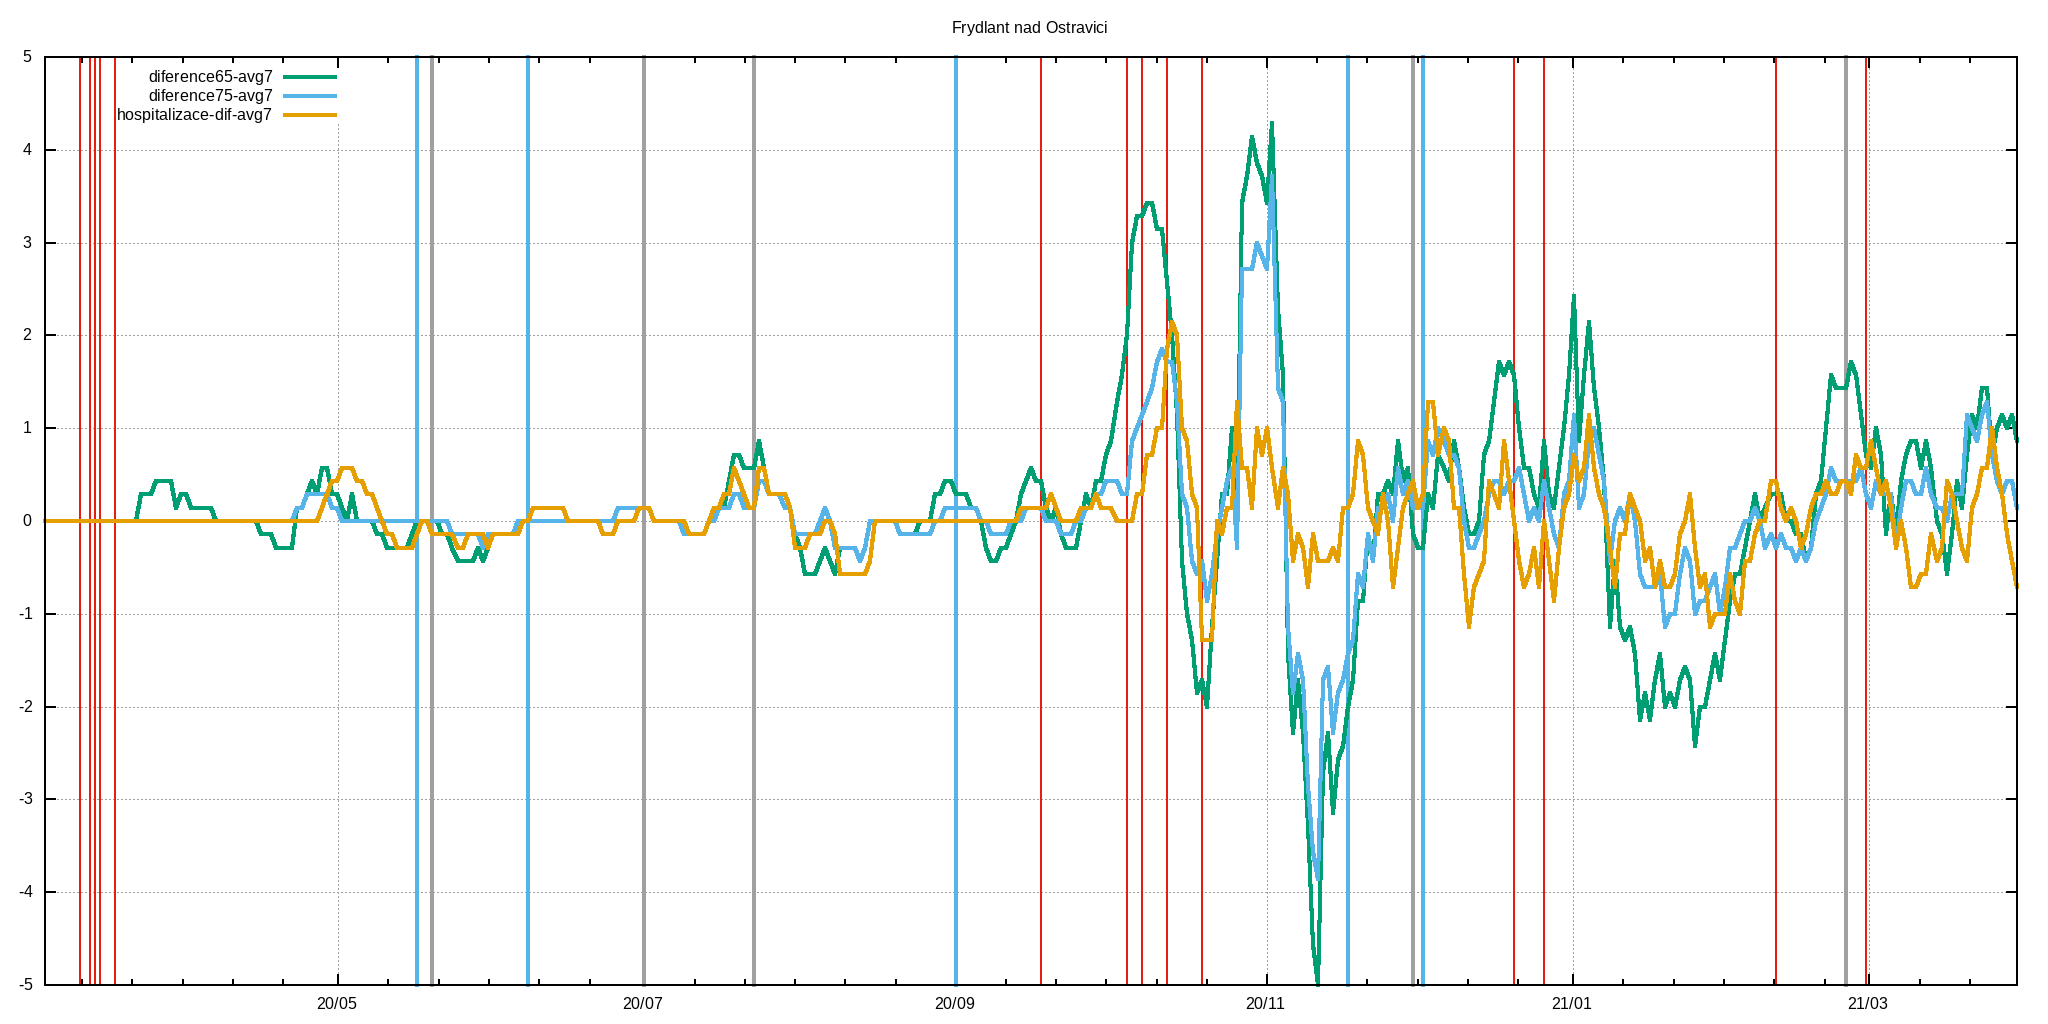 Frydlant nad Ostravici
diference65-avg7
diference75-avg7
hospitalizace-dif-avg7
5
4
3
2
1
0
-1
-2
-3
-4
-5
20/05 20/07 20/09 20/11 21/01 21/03